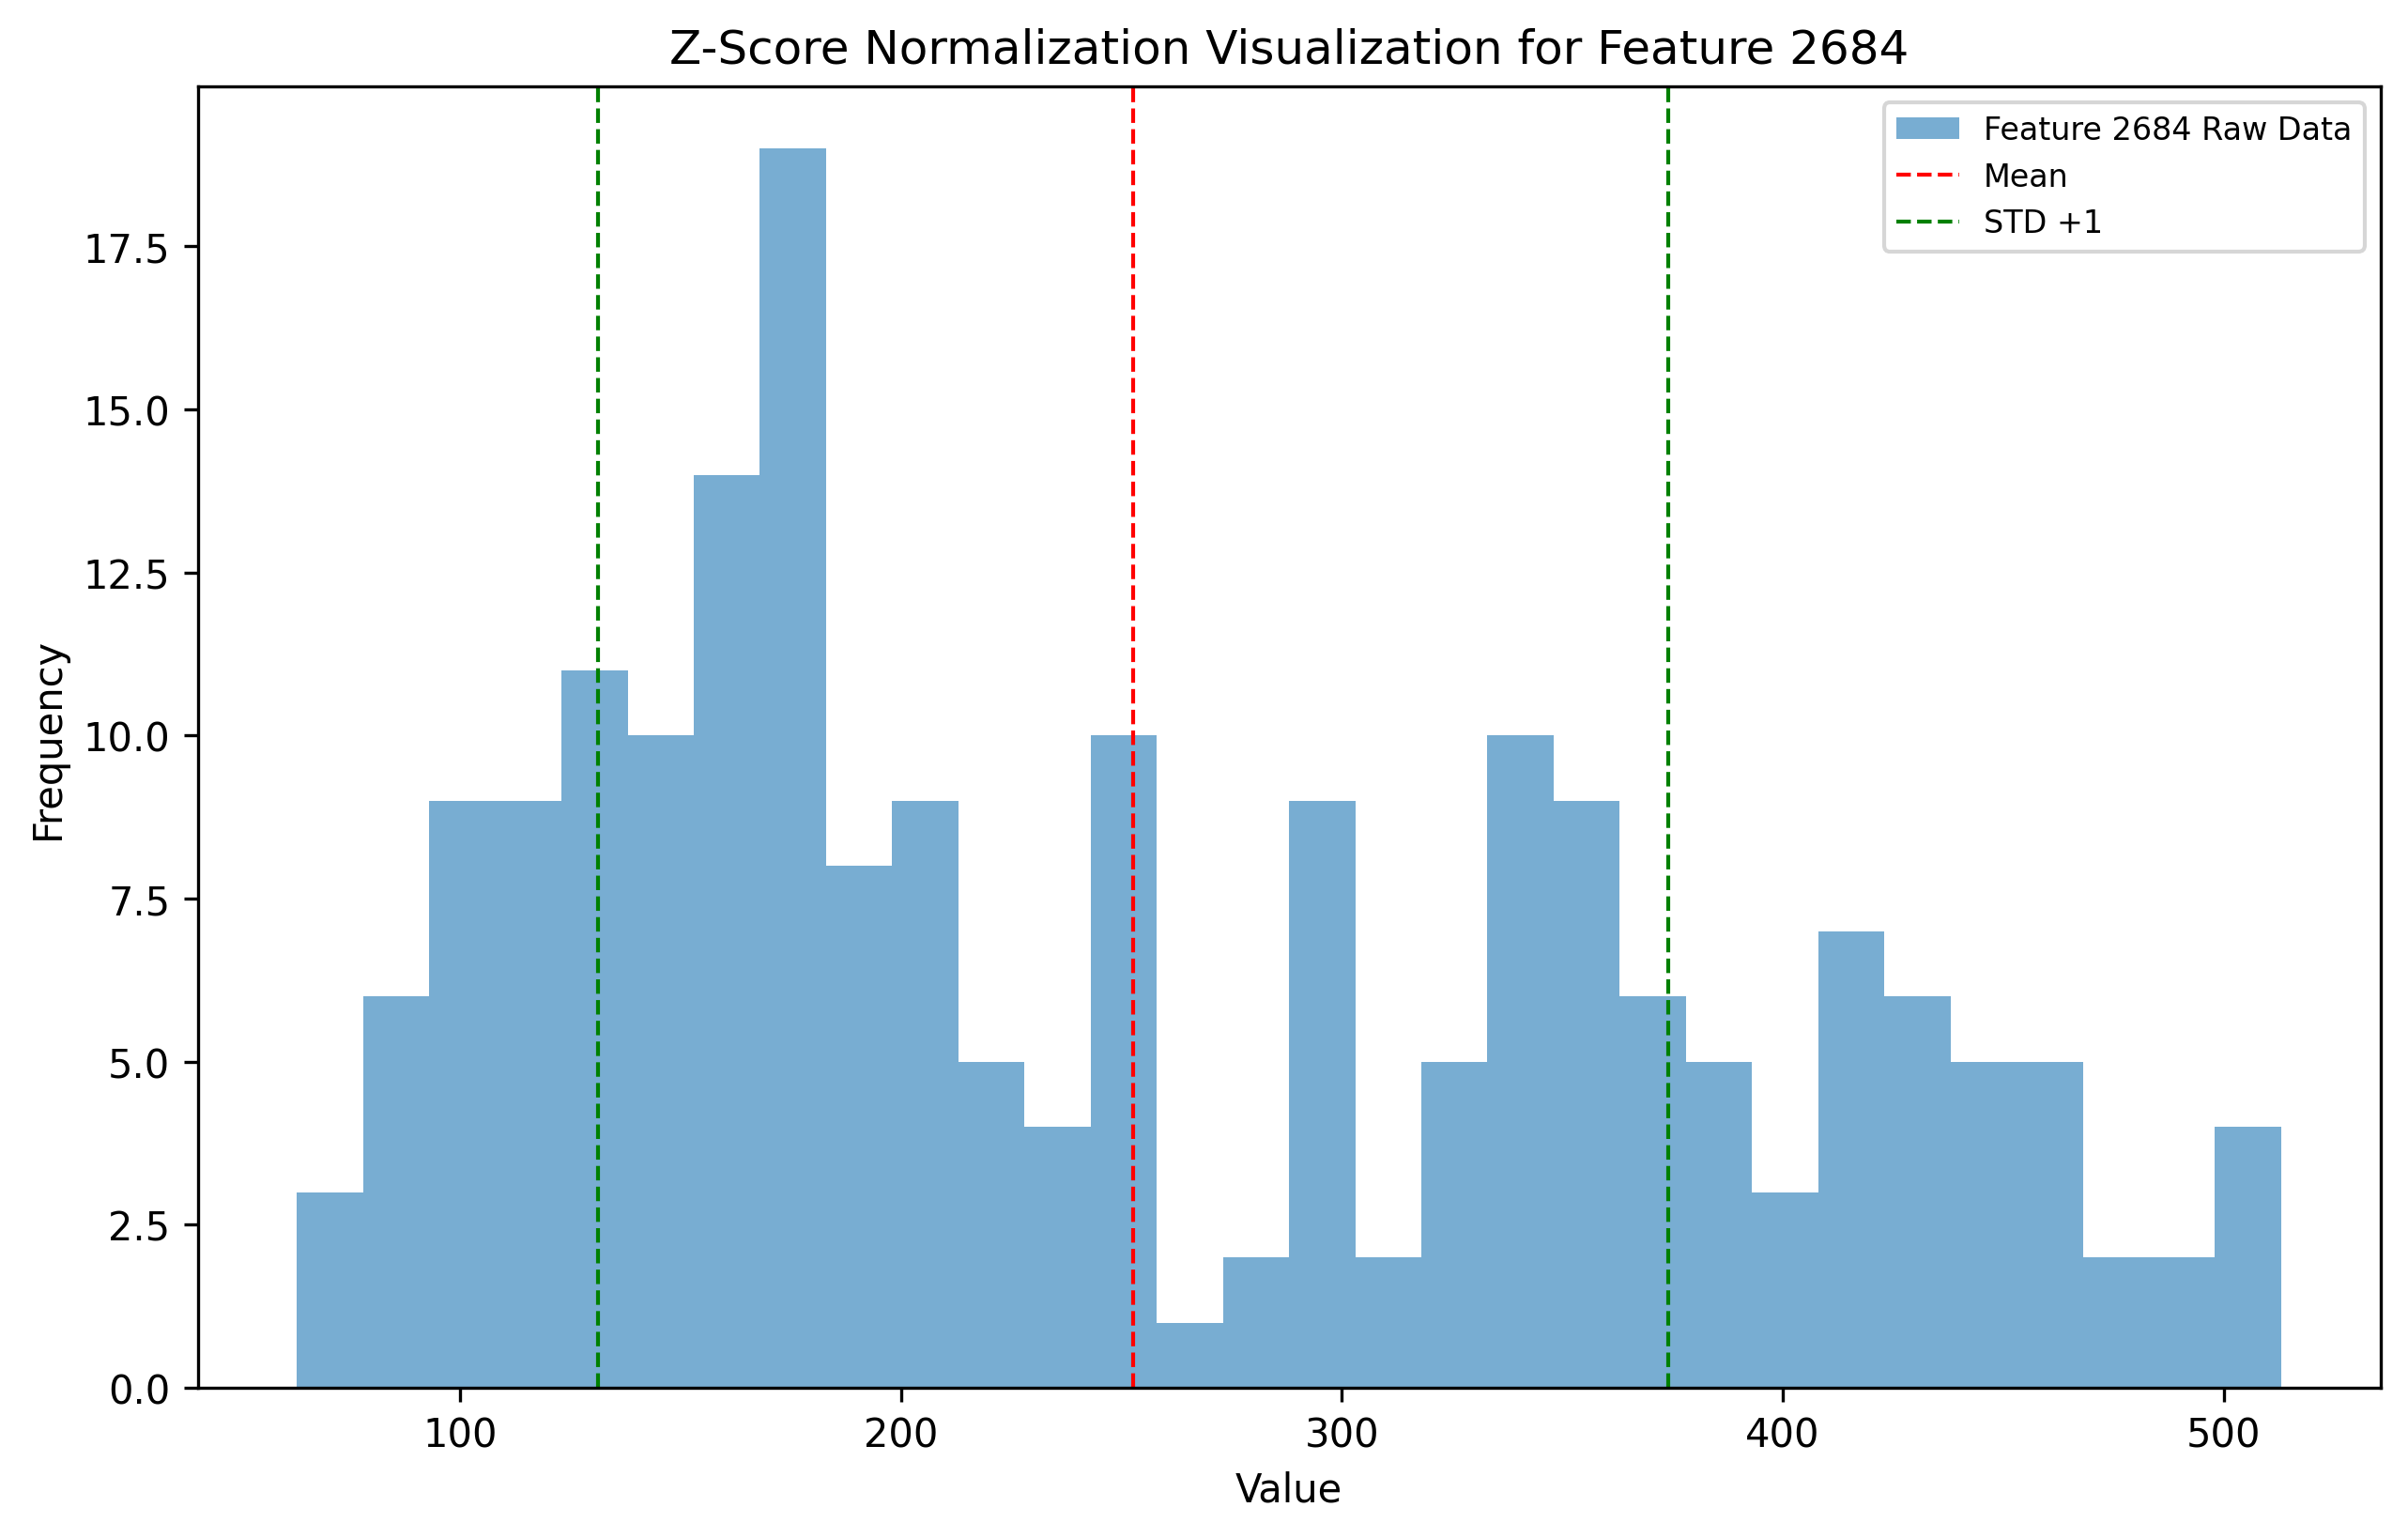 Z-Score Normalization Visualization for Feature 2684
Feature 2684 Raw Data
Mean
STD +1
17.5
15.0
12.5
10.0
7.5
5.0
2.5
0.0
Frequency
100 200 300 400 500
Value